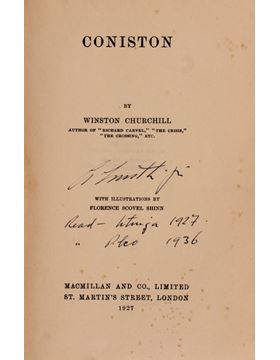 CONISTON
BY
WINSTON CHURCHILL
AUTHOR OF "RICHARD CARVEL," "THE CRISIS,"
"THE CROSSING," ETC.
WITH ILLUSTRATIONS BY
FLORENCE SCOVEL SHINN
Read – 1927
" 1936
MACMILLAN AND CO., LIMITED
ST. MARTIN'S STREET, LONDON
1927